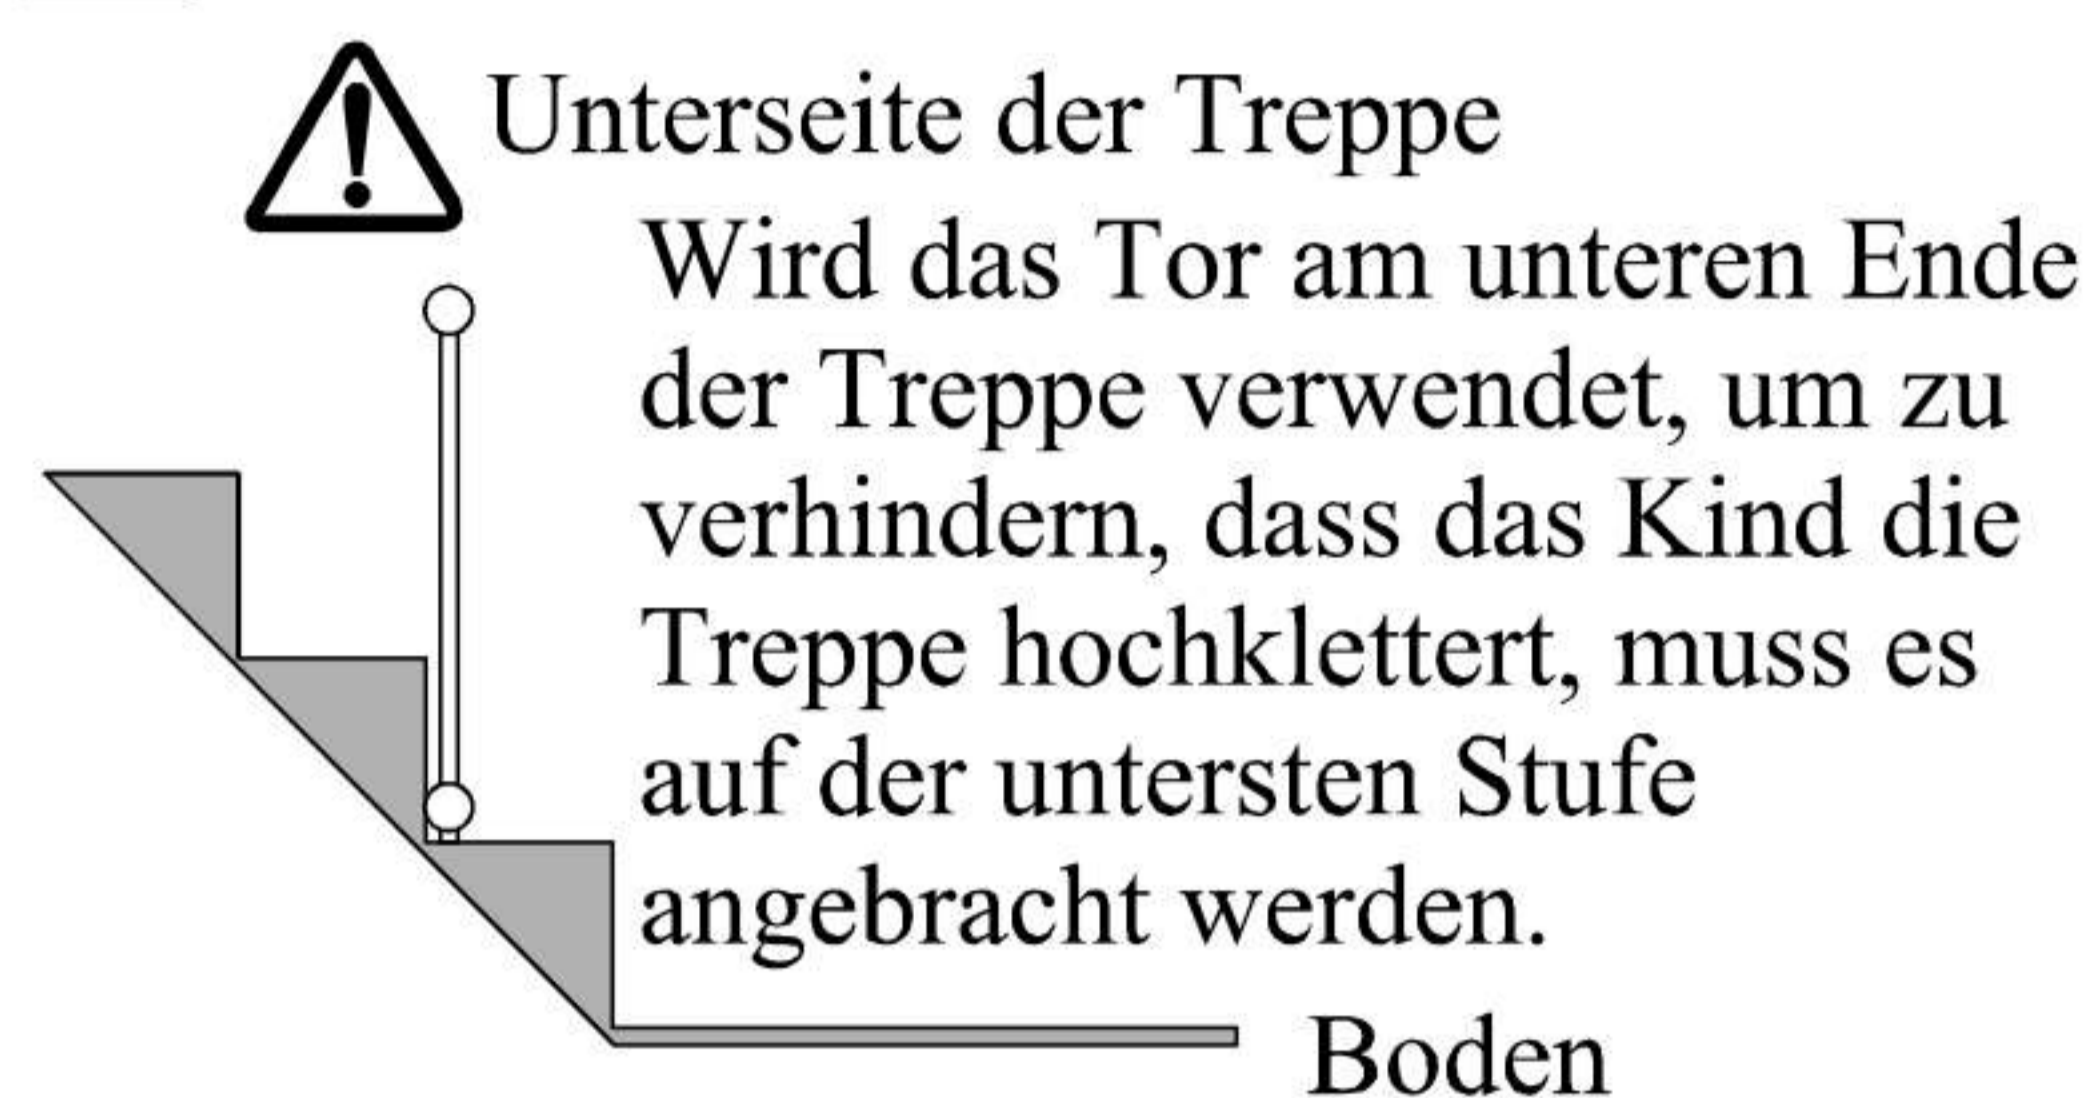 Unterseite der Treppe
Wird das Tor am unteren Ende
der Treppe verwendet, um zu
verhindern, dass das Kind die
Treppe hochklettert, muss es
auf der untersten Stufe
angebracht werden.
Boden